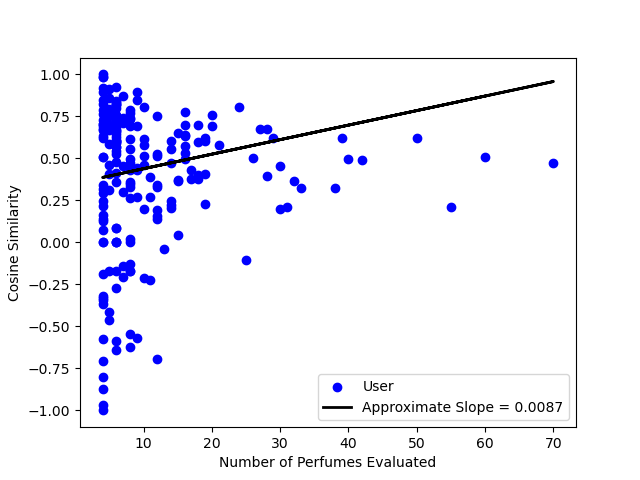 1.00
0.75
0.50
0.25
0.00
−0.25
−0.50
−0.75
−1.00
Cosine Similarity
User
Approximate Slope = 0.0087
10 20 30 40 50 60 70
Number of Perfumes Evaluated